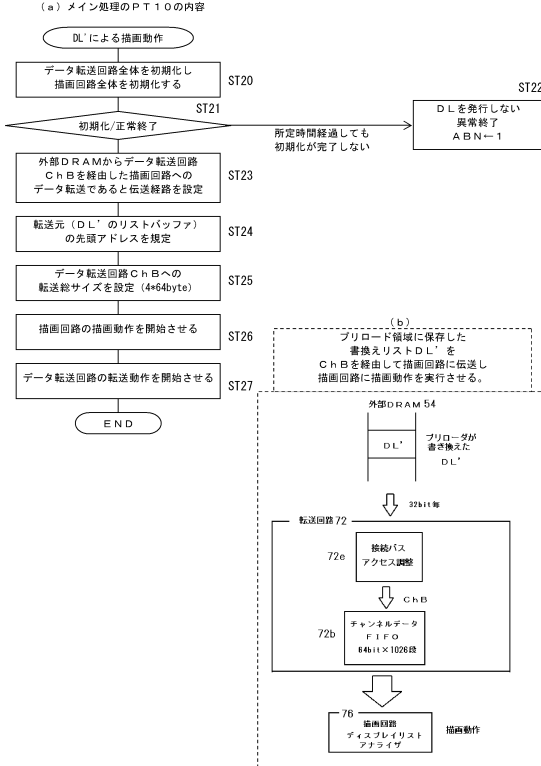 (a)メイン処理のPT10の内容
DL'による描画動作
データ転送回路全体を初期化し
描画回路全体を初期化する
ST20
ST21
初期化/正常終了
所定時間経過しても
初期化が完了しない
ST22
DLを発行しない
異常終了
ABN←1
外部DRAMからデータ転送回路
ChBを経由した描画回路への
データ転送であると伝送経路を設定
ST23
転送元(DL'のリストバッファ)
の先頭アドレスを規定
ST24
データ転送回路ChBへの
転送総サイズを設定(4*64byte)
ST25
描画回路の描画動作を開始させる
ST26
データ転送回路の転送動作を開始させる
ST27
END
(b)
プリロード領域に保存した
書換えリストDL'を
ChBを経由して描画回路に伝送し
描画回路に描画動作を実行させる。
外部DRAM 54
DL'
プリローダが
書き換えた
DL'
32bit毎
転送回路 72
72e
接続バス
アクセス調整
ChB
72b
チャンネルデータ
FIFO
64bit×1026段
76
描画回路
ディスプレイリスト
アナライザ
描画動作